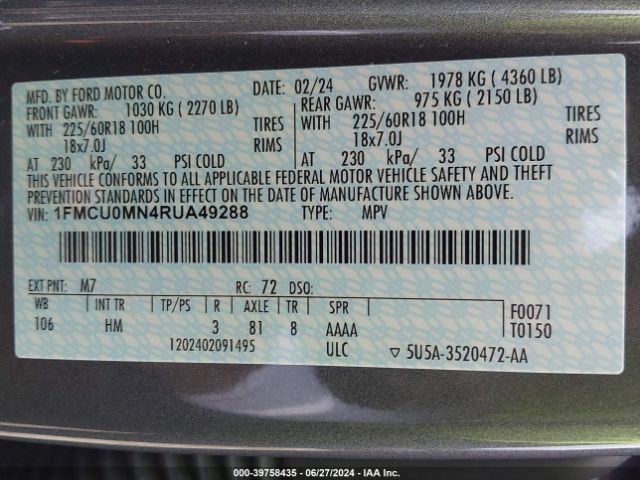 MFD. BY FORD MOTOR CO.
DATE: 02/24 GVWR: 1978 KG ( 4360 LB)
FRONT GAWR: 1030 KG ( 2270 LB)
REAR GAWR: 975 KG ( 2150 LB)
WITH 225/60R18 100H TIRES
WITH 225/60R18 100H TIRES
18x7.0J RIMS
18x7.0J RIMS
AT 230 kPa/ 33 PSI COLD
AT 230 kPa/ 33 PSI COLD
THIS VEHICLE CONFORMS TO ALL APPLICABLE FEDERAL MOTOR VEHICLE SAFETY AND THEFT
PREVENTION STANDARDS IN EFFECT ON THE DATE OF MANUFACTURE SHOWN ABOVE.
VIN: 1FMCU0MN4RUA49288 TYPE: MPV
EXT PNT: M7 RC: 72 DSO:
WB INT TR TP/PS R AXLE TR SPR
106 HM 3 81 8 AAAA
F0071
T0150
1202402091495 ULC ▽ 5U5A-3520472-AA
000-39758435 - 06/27/2024 - IAA Inc.